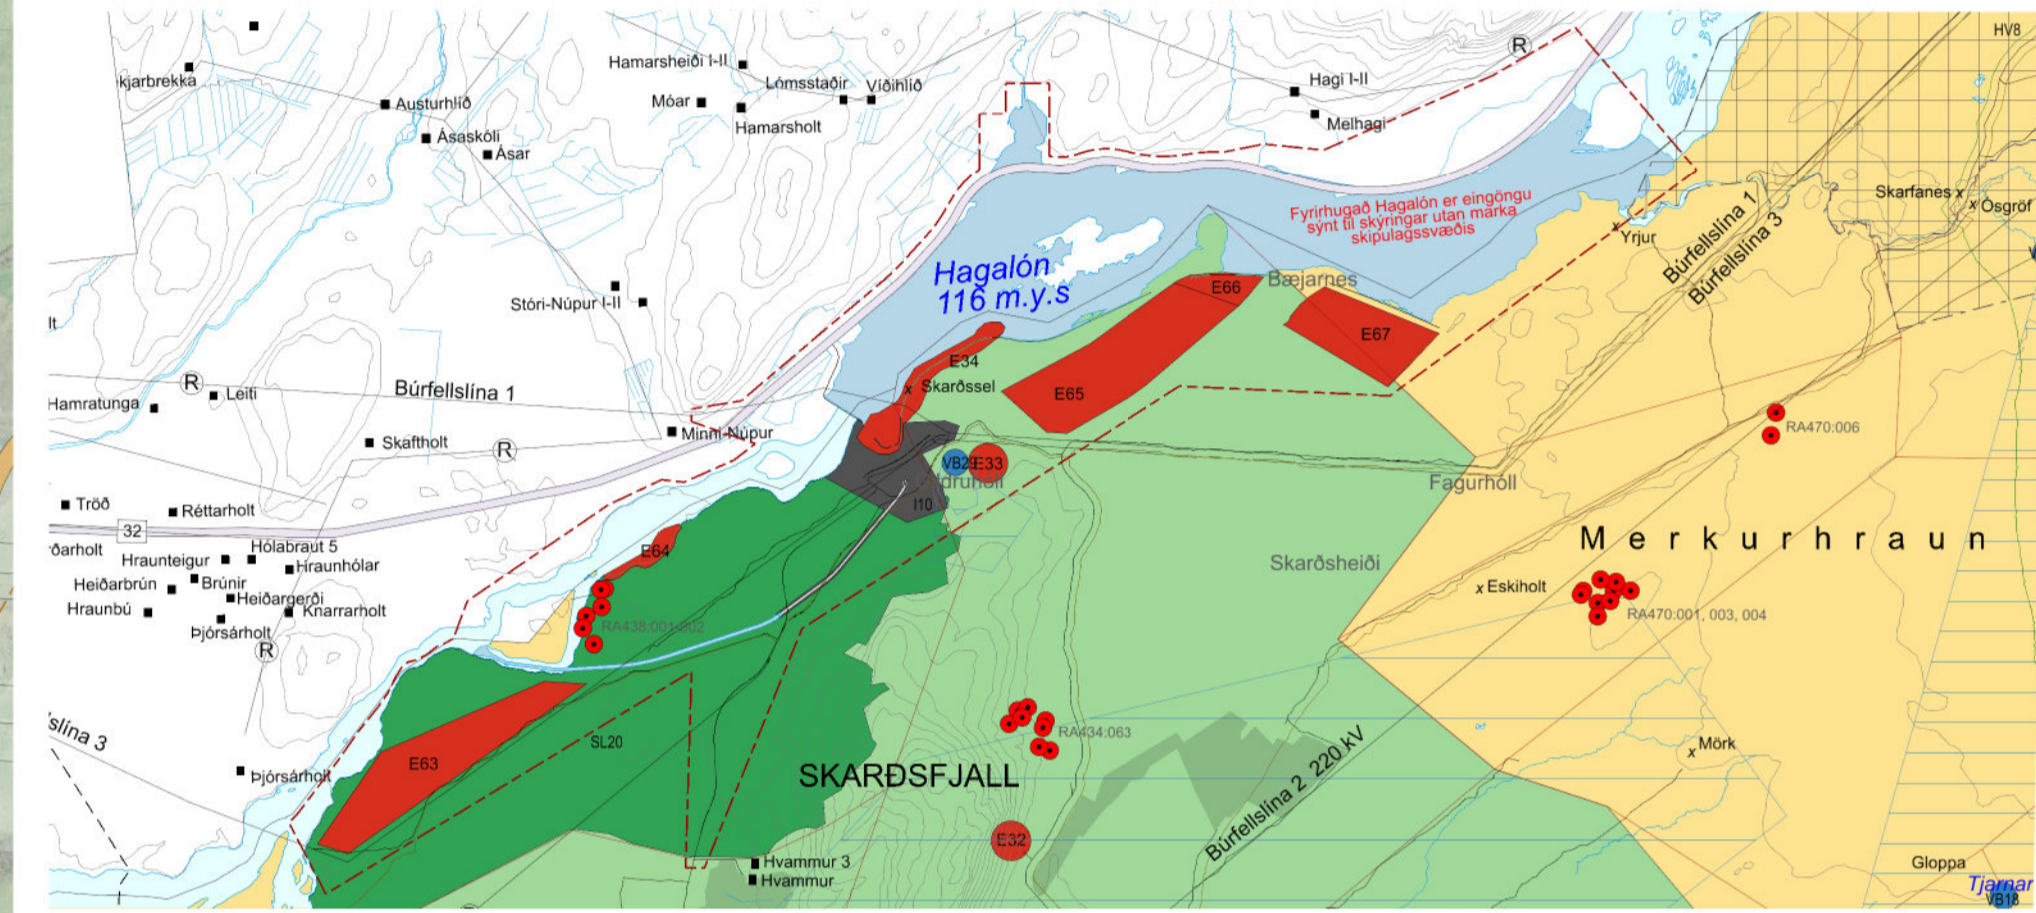 HV8
kjarbrekka
Austurhlíð
Ásaskóli
Ásar
Hamarsheiði I-II
Móar
Hamarsholt
Lómsstaðir
Víðihlíð
R
Hagi I-II
Melhagi
Skarfanes x
x Ósgröf
Yrjur
Búrfellslína 1
Búrfellslína 3
Fyrirhugað Hagalón er eingöngu
sýnt til skýringar utan marka
skipulagssvæðis
Hagalón
116 m.y.s
Bæjarnes
E66
E67
E65
E34
x Skarðssel
Stóri-Núpur I-II
lt
R
Leiti
Hamratunga
Búrfellslína 1
Skaftholt
R
Minni-Núpur
RA470:006
VB29
E33
I10
Fagurhóll
Tröð
Réttarholt
32
ðarholt
Hraunteigur
Hólabraut 5
Hraunhólar
Heiðarbrún
Brúnir
Heiðargerði
Hraunbú
Knarrarholt
Þjórsárholt
R
E64
RA438:001-002
Skarðsheiði
Merkurhraun
x Eskiholt
RA470:001, 003, 004
slína 3
Þjórsárholt
E63
SL20
RA434:063
SKARÐSFJALL
x Mörk
Búrfellslína 2 220 kV
E32
Hvammur 3
Hvammur
Gloppa
Tjarnar
VB18